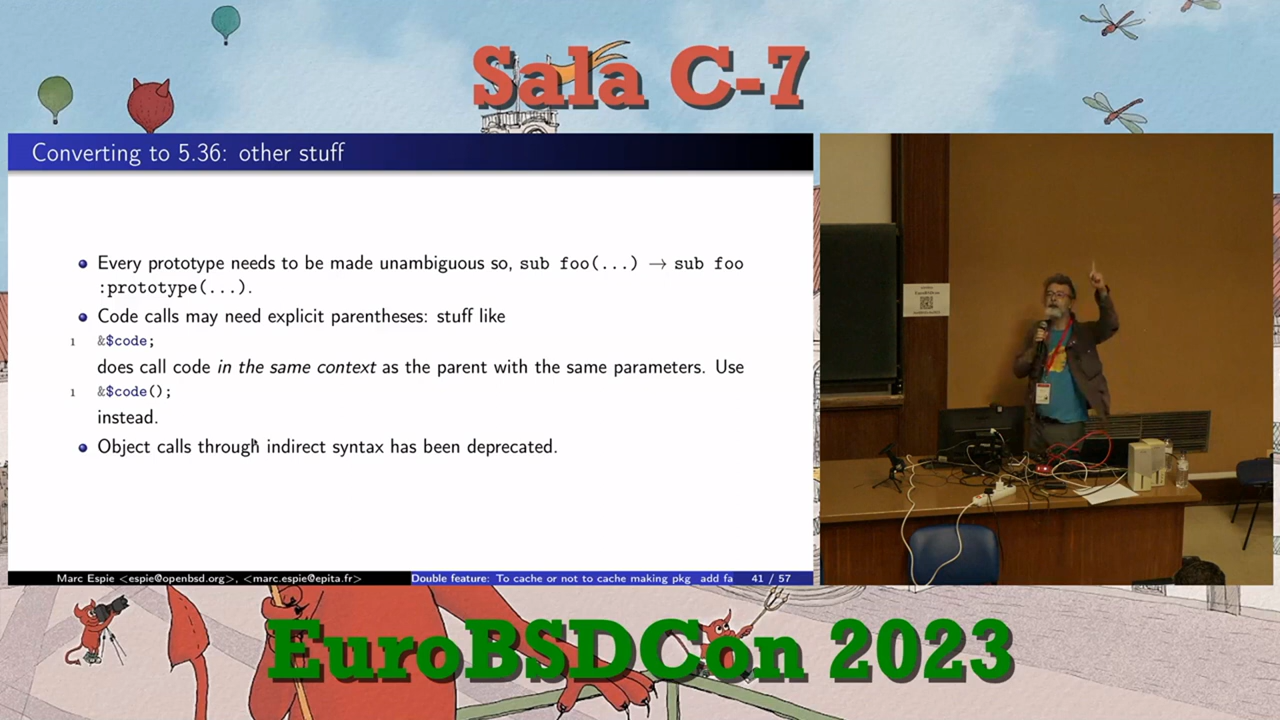 Sala C-7
Converting to 5.36: other stuff
Every prototype needs to be made unambiguous so, sub foo(...) → sub foo
:prototype(...).
Code calls may need explicit parentheses: stuff like
1 &$code;
does call code in the same context as the parent with the same parameters. Use
1 &$code();
instead.
Object calls through indirect syntax has been deprecated.
Marc Espie <espie@openbsd.org>, <marc.espie@epita.fr>
Double feature: To cache or not to cache making pkg_add fa
41 / 57
EuroBSDCon 2023